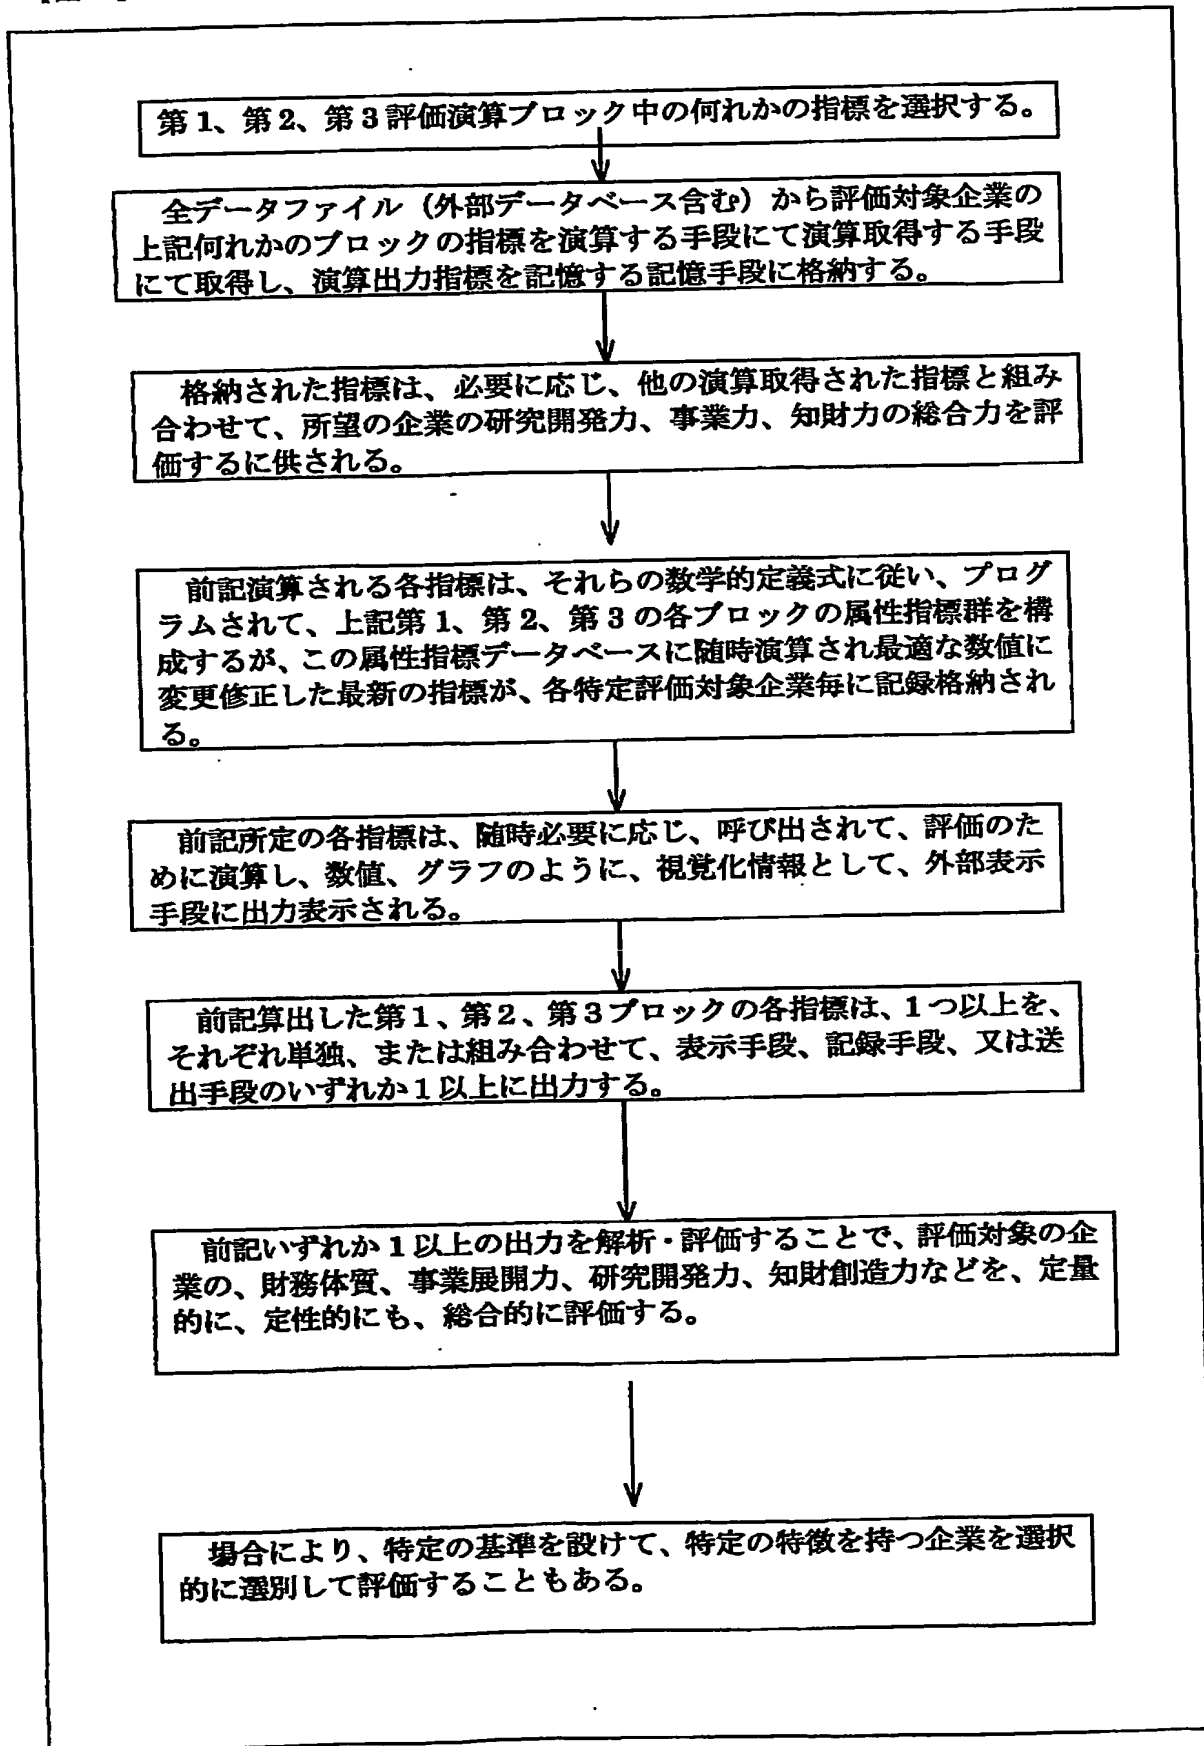 第1、第2、第3評価演算ブロック中の何れかの指標を選択する。
全データファイル（外部データベース含む）から評価対象企業の
上記何れかのブロックの指標を演算する手段にて演算取得する手段
にて取得し、演算出力指標を記憶する記憶手段に格納する。
格納された指標は、必要に応じ、他の演算取得された指標と組み
合わせて、所望の企業の研究開発力、事業力、知財力の総合力を評
価するに供される。
前記演算される各指標は、それらの数学的定義式に従い、プログ
ラムされて、上記第1、第2、第3の各ブロックの属性指標群を構
成するが、この属性指標データベースに随時演算され最適な数値に
変更修正した最新の指標が、各特定評価対象企業毎に記録格納され
る。
前記所定の各指標は、随時必要に応じ、呼び出されて、評価のた
めに演算し、数値、グラフのように、視覚化情報として、外部表示
手段に出力表示される。
前記算出した第1、第2、第3ブロックの各指標は、1つ以上を、
それぞれ単独、または組み合わせて、表示手段、記録手段、又は送
出手段のいずれか1以上に出力する。
前記いずれか1以上の出力を解析・評価することで、評価対象の企
業の、財務体質、事業展開力、研究開発力、知財創造力などを、定量
的に、定性的にも、総合的に評価する。
場合により、特定の基準を設けて、特定の特徴を持つ企業を選択
的に選別して評価することもある。